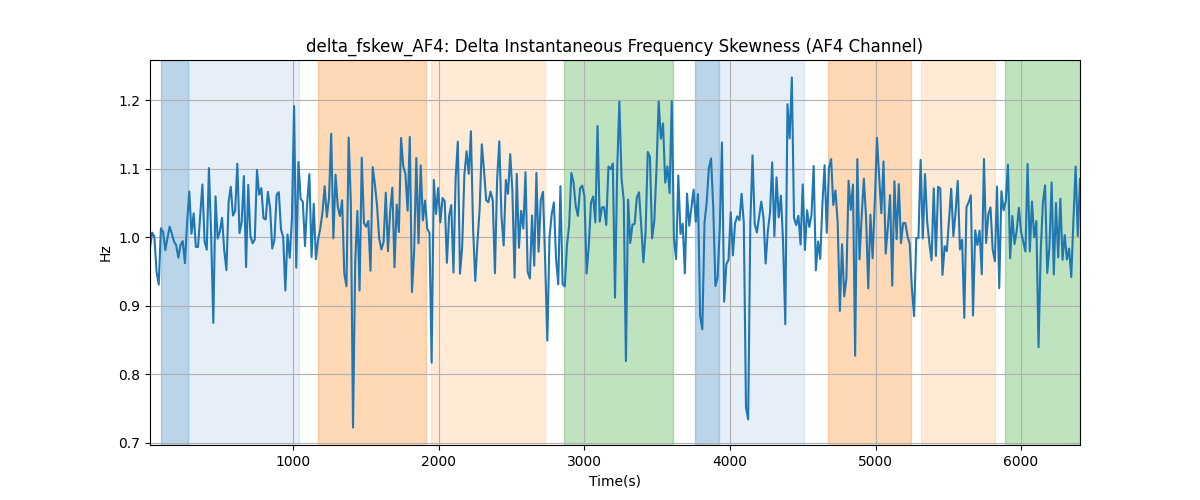 delta_fskew_AF4: Delta Instantaneous Frequency Skewness (AF4 Channel)
Hz
1.2
1.1
1.0
0.9
0.8
0.7
1000 2000 3000 4000 5000 6000
Time(s)